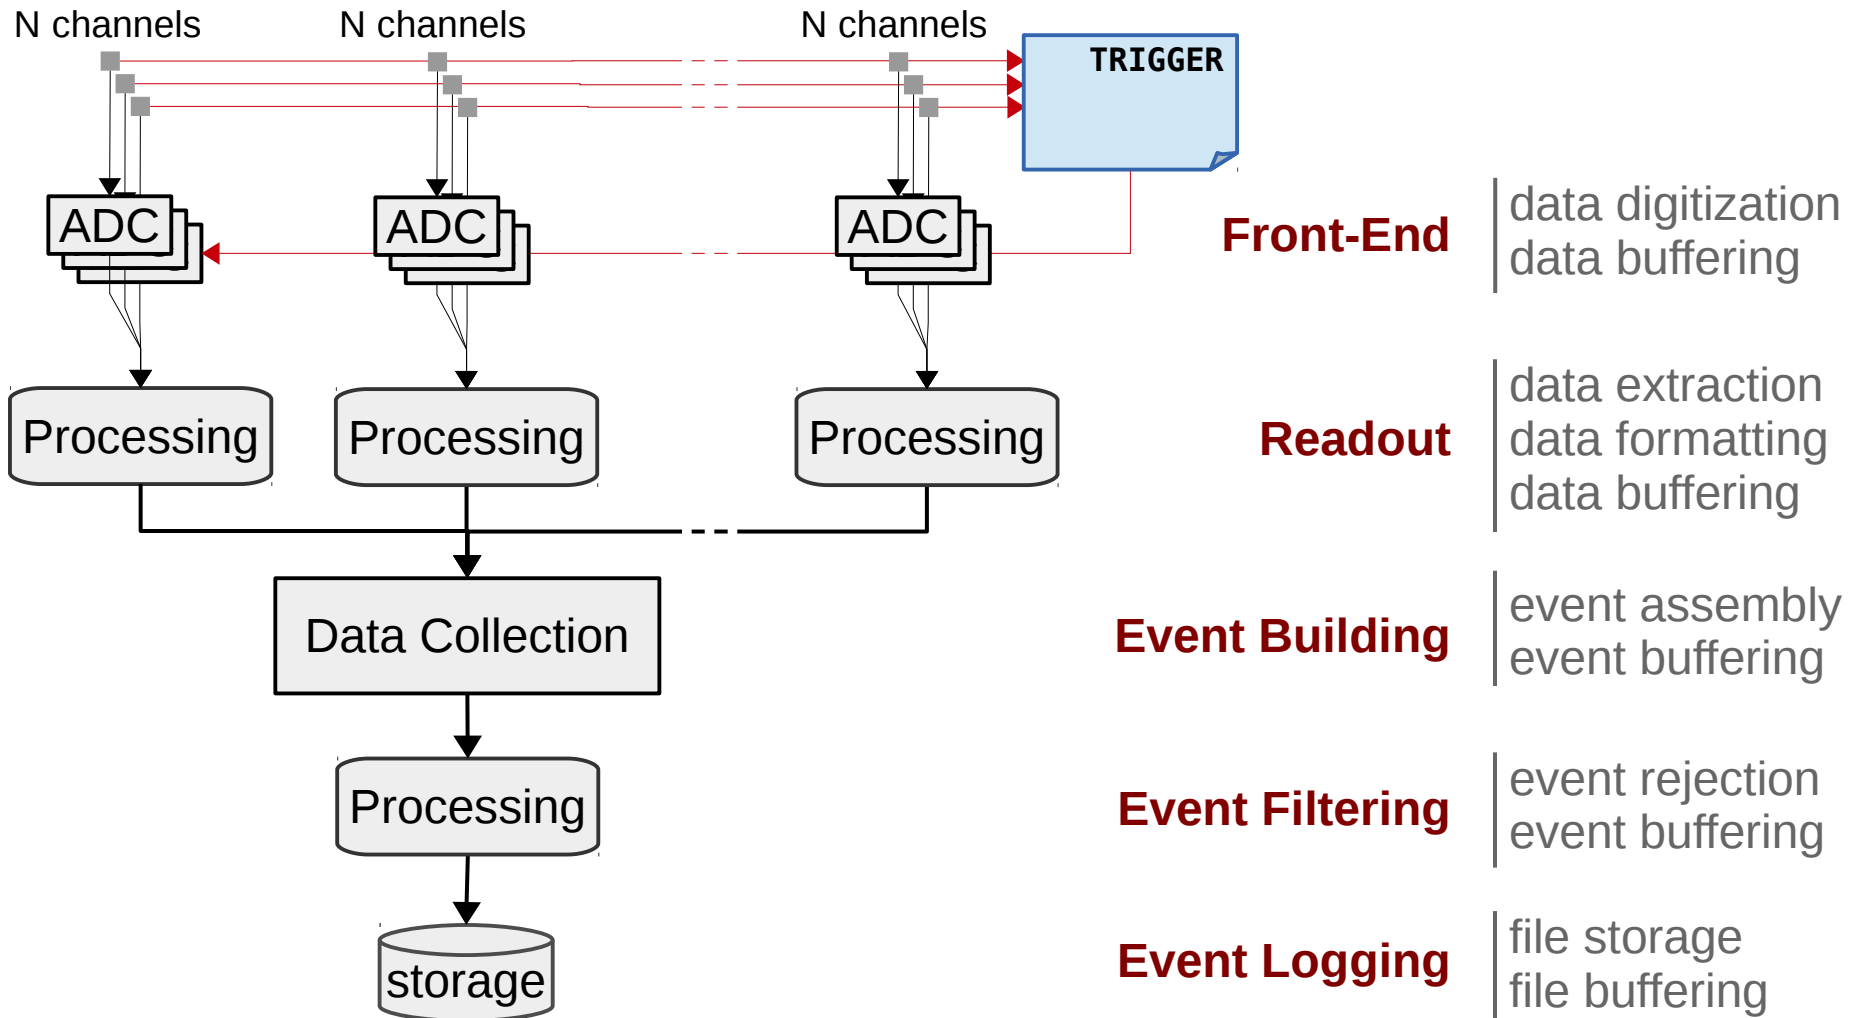 N channels
N channels
N channels
TRIGGER
ADC
ADC
ADC
Front-End
data digitization
data buffering
Processing
Processing
Processing
Readout
data extraction
data formatting
data buffering
Data Collection
Event Building
event assembly
event buffering
Processing
Event Filtering
event rejection
event buffering
storage
Event Logging
file storage
file buffering